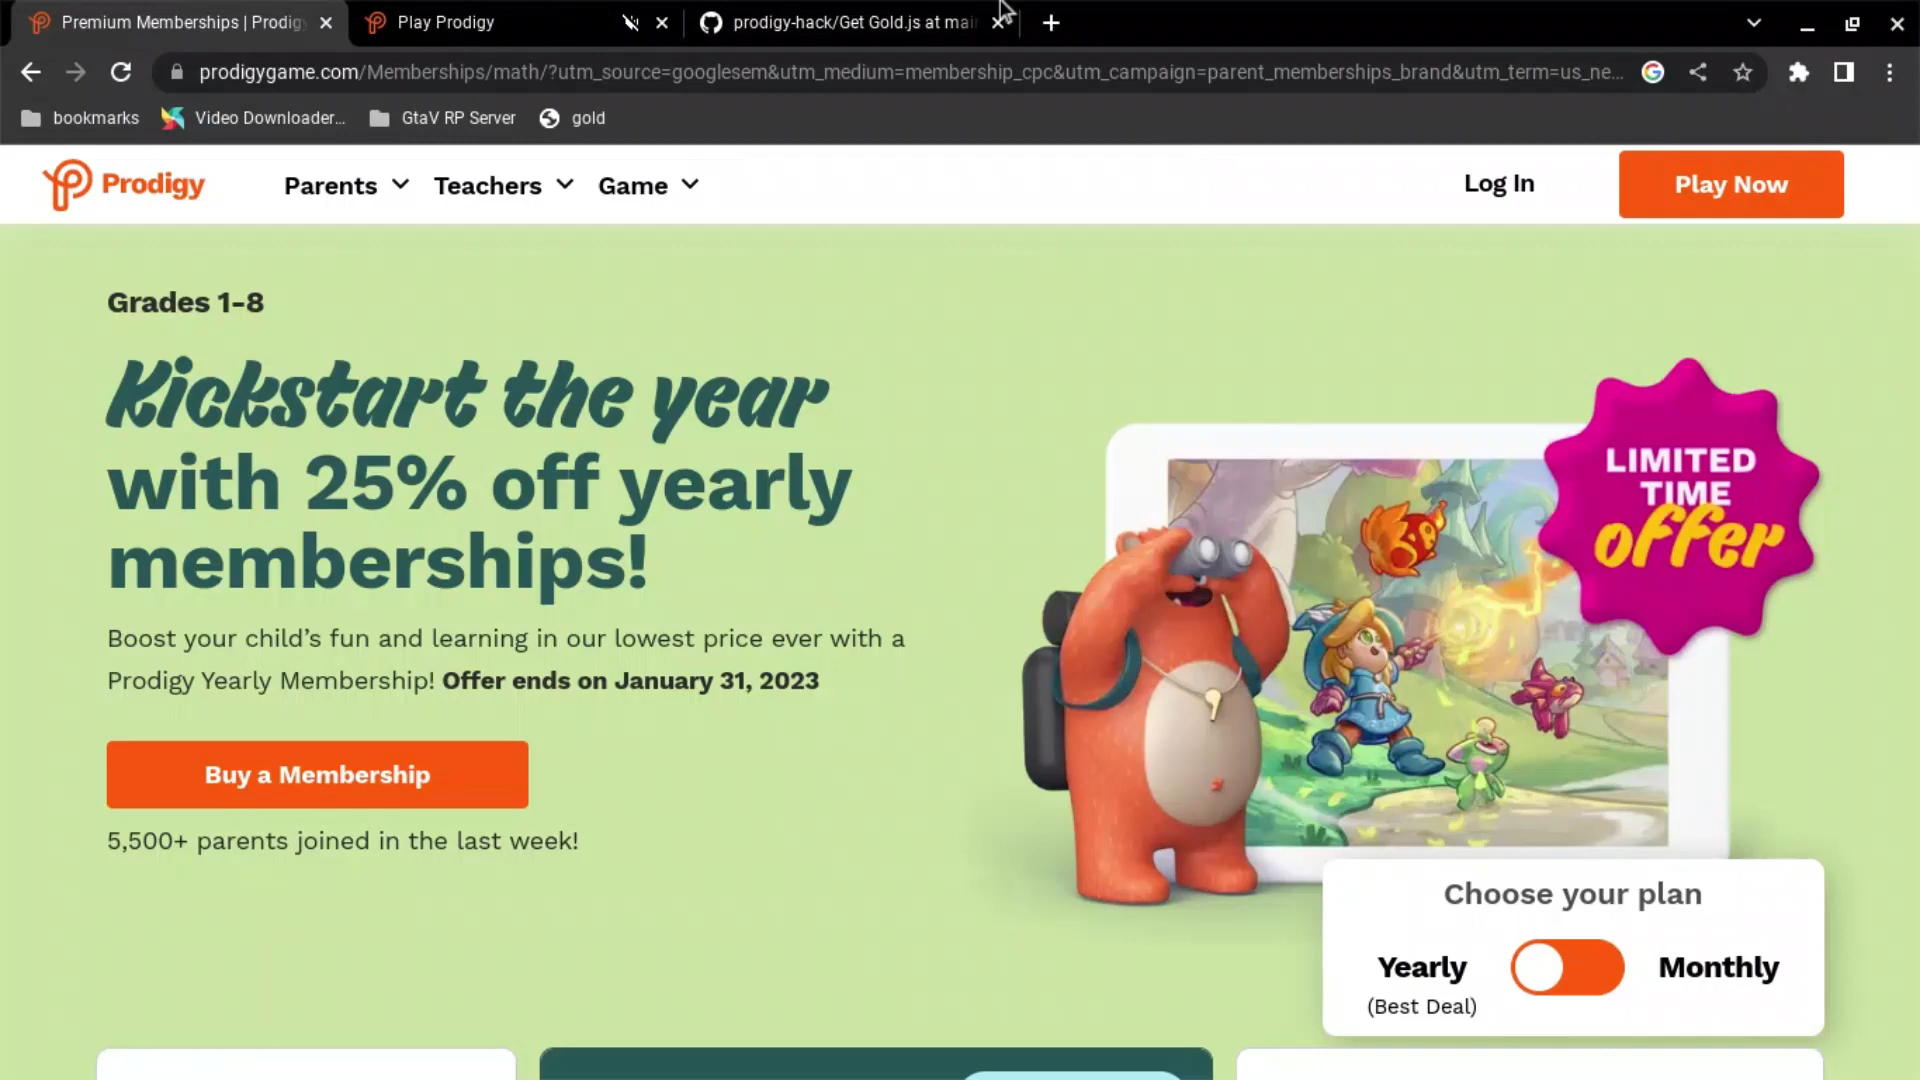 Premium Memberships | Prodigy
Play Prodigy
prodigy-hack/Get Gold.js at mai
prodigygame.com/Memberships/math/?utm_source=googlesem&utm_medium=membership_cpc&utm_campaign=parent_memberships_brand&utm_term=us_ne...
bookmarks
Video Downloader...
GtaV RP Server
gold
Prodigy
Parents
Teachers
Game
Log In
Play Now
Grades 1-8
Kickstart the year
with 25% off yearly
memberships!
Boost your child's fun and learning in our lowest price ever with a
Prodigy Yearly Membership! Offer ends on January 31, 2023
Buy a Membership
5,500+ parents joined in the last week!
LIMITED
TIME
offer
Choose your plan
Yearly
Monthly
(Best Deal)